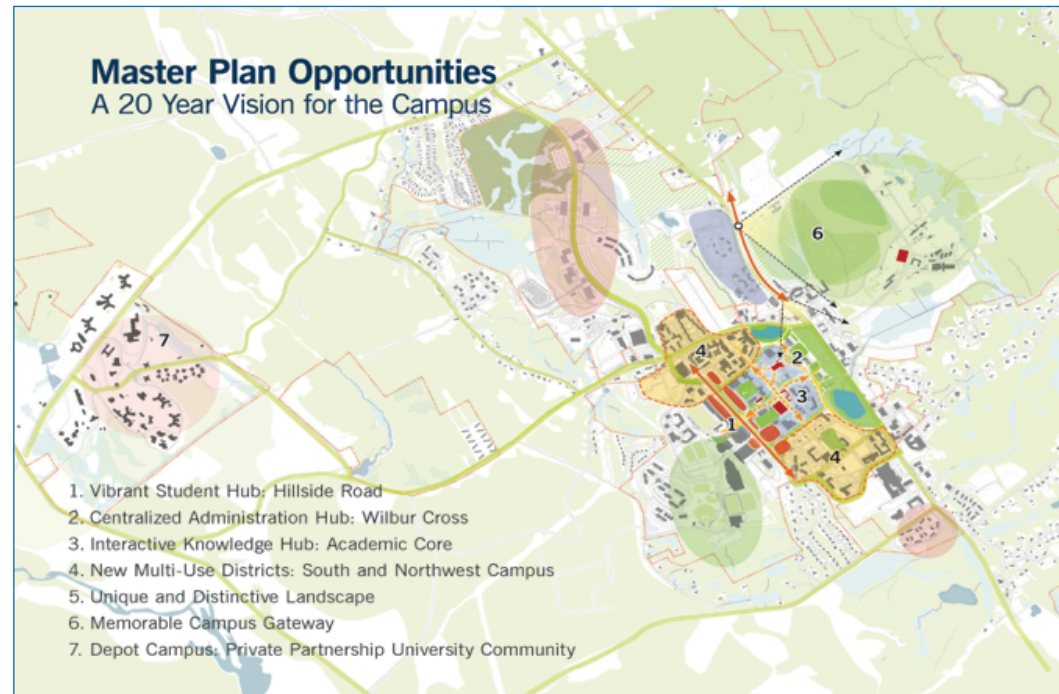 Master Plan Opportunities
A 20 Year Vision for the Campus
6
7
4
2
3
1
4
1. Vibrant Student Hub: Hillside Road
2. Centralized Administration Hub: Wilbur Cross
3. Interactive Knowledge Hub: Academic Core
4. New Multi-Use Districts: South and Northwest Campus
5. Unique and Distinctive Landscape
6. Memorable Campus Gateway
7. Depot Campus: Private Partnership University Community